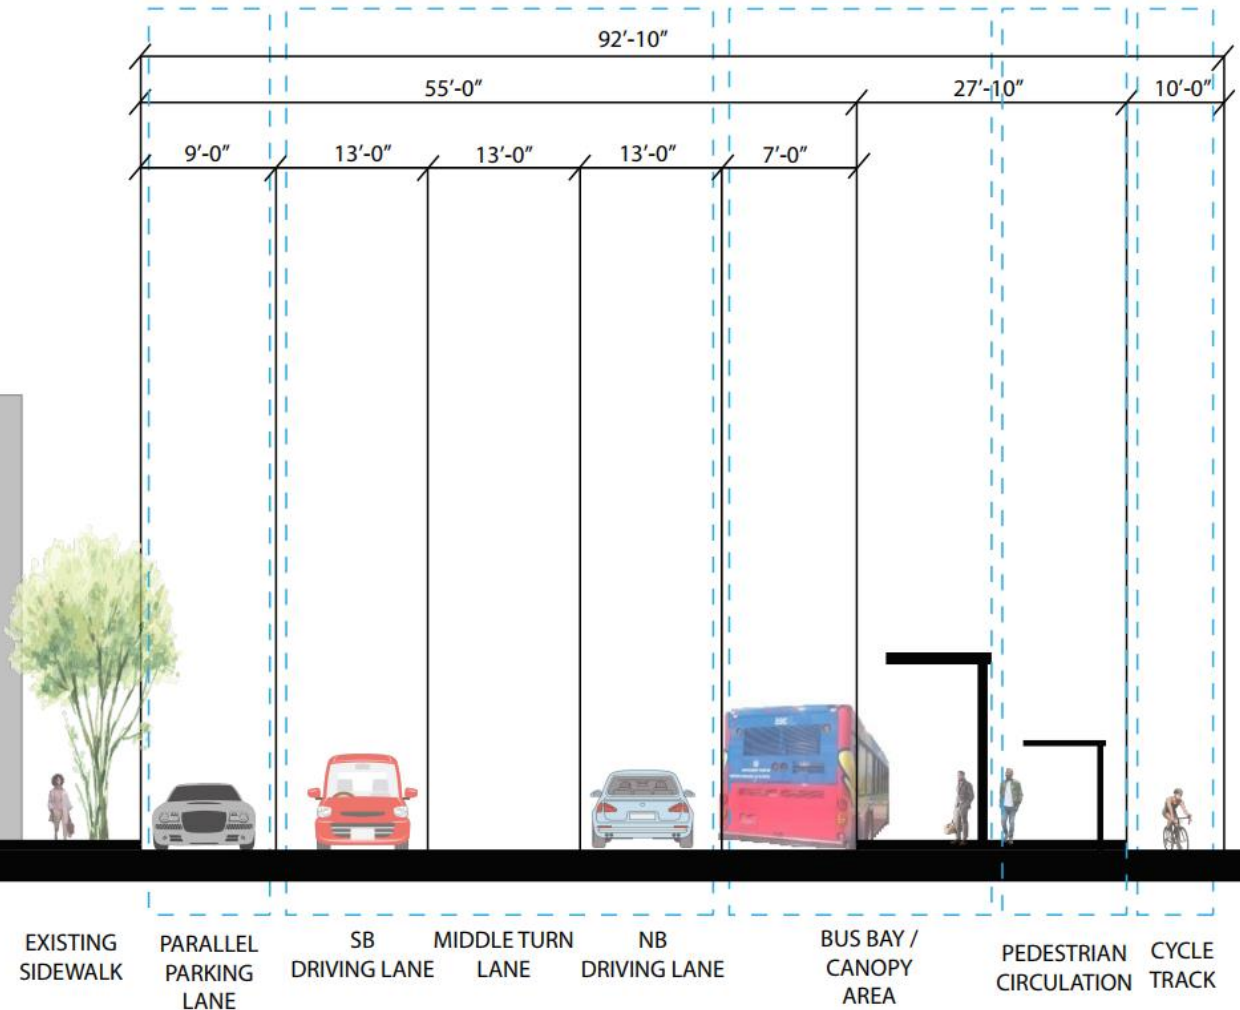 92’-10”
55’-0”
27’-10”
10’-0”
9’-0”
13’-0”
13’-0”
13’-0”
7’-0”
EXISTING
SIDEWALK
PARALLEL
PARKING
LANE
SB
DRIVING LANE
MIDDLE TURN
LANE
NB
DRIVING LANE
BUS BAY /
CANOPY
AREA
PEDESTRIAN
CIRCULATION
CYCLE
TRACK